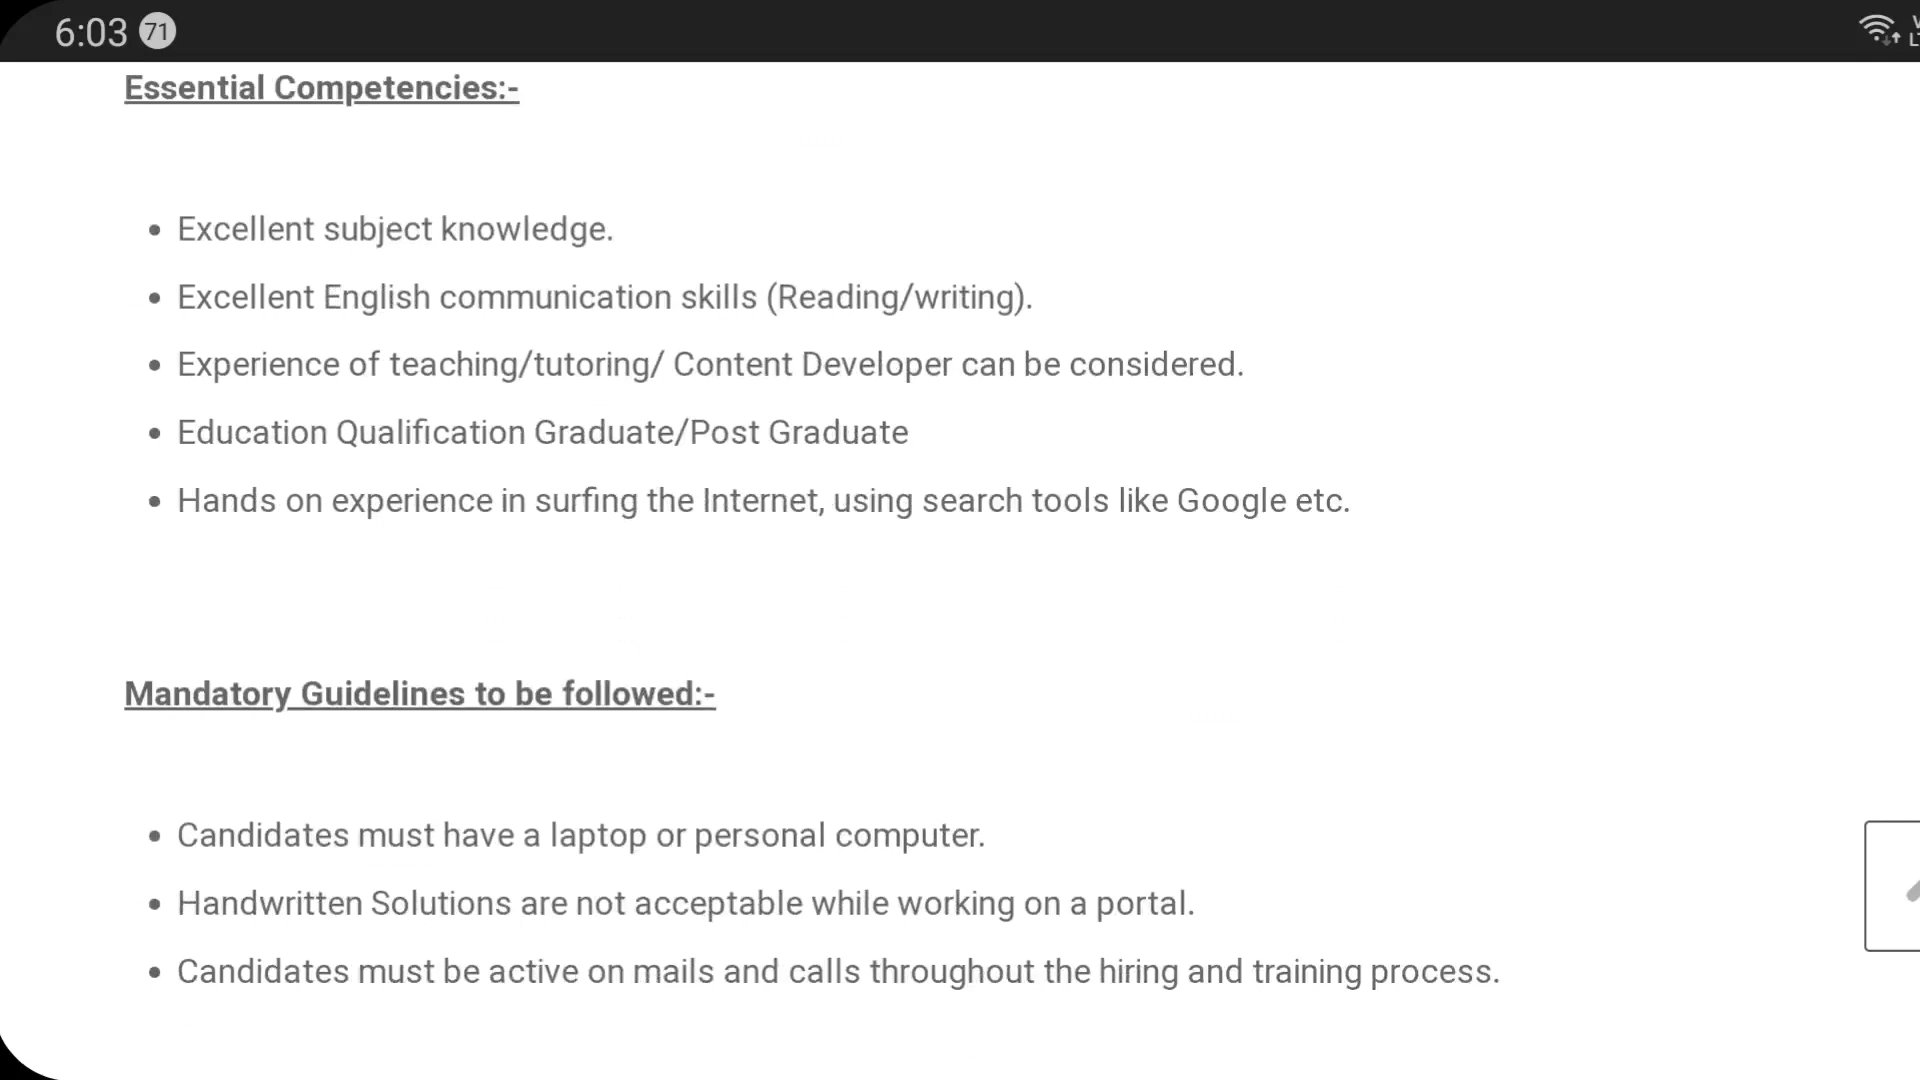 6:03 71
Essential Competencies:-
Excellent subject knowledge.
Excellent English communication skills (Reading/writing).
Experience of teaching/tutoring/ Content Developer can be considered.
Education Qualification Graduate/Post Graduate
Hands on experience in surfing the Internet, using search tools like Google etc.
Mandatory Guidelines to be followed:-
Candidates must have a laptop or personal computer.
Handwritten Solutions are not acceptable while working on a portal.
Candidates must be active on mails and calls throughout the hiring and training process.